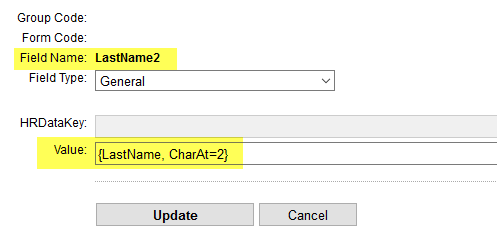 Group Code:
Form Code:
Field Name: LastName2
Field Type: General
HRDataKey:
Value: {LastName, CharAt=2}
Update Cancel